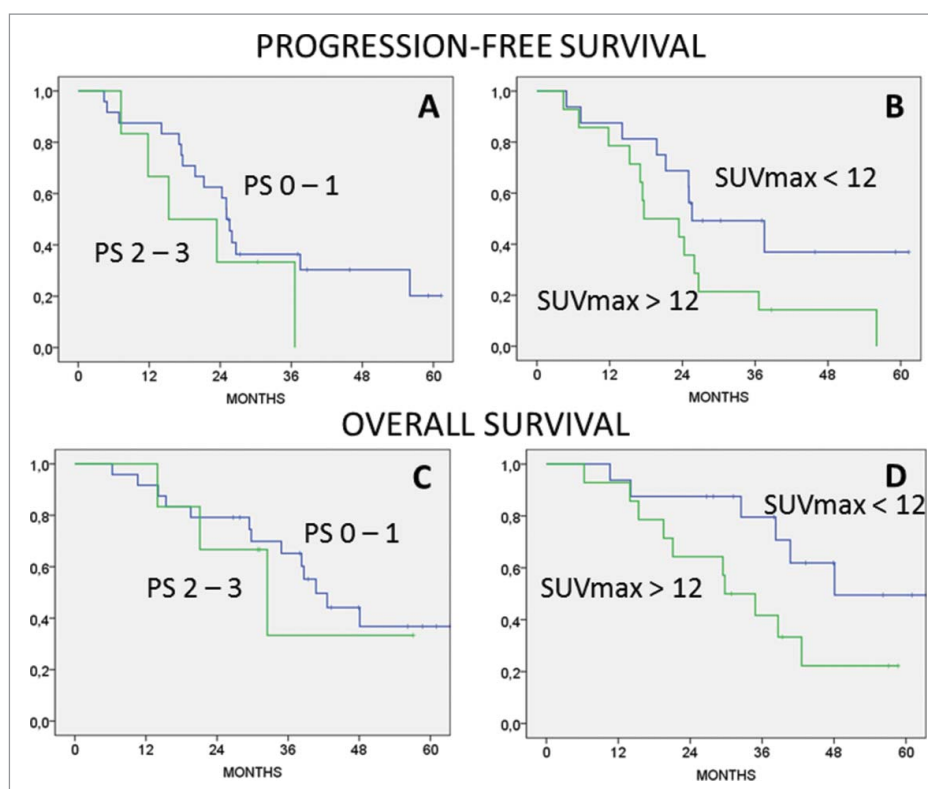 PROGRESSION-FREE SURVIVAL
A
1,0
0,8
0,6
0,4
0,2
0,0
PS 0 – 1
PS 2 – 3
0 12 24 36 48 60
MONTHS
B
1,0
0,8
0,6
0,4
0,2
0,0
SUVmax < 12
SUVmax > 12
0 12 24 36 48 60
MONTHS
OVERALL SURVIVAL
C
1,0
0,8
0,6
0,4
0,2
0,0
PS 0 – 1
PS 2 – 3
0 12 24 36 48 60
MONTHS
D
1,0
0,8
0,6
0,4
0,2
0,0
SUVmax < 12
SUVmax > 12
0 12 24 36 48 60
MONTHS